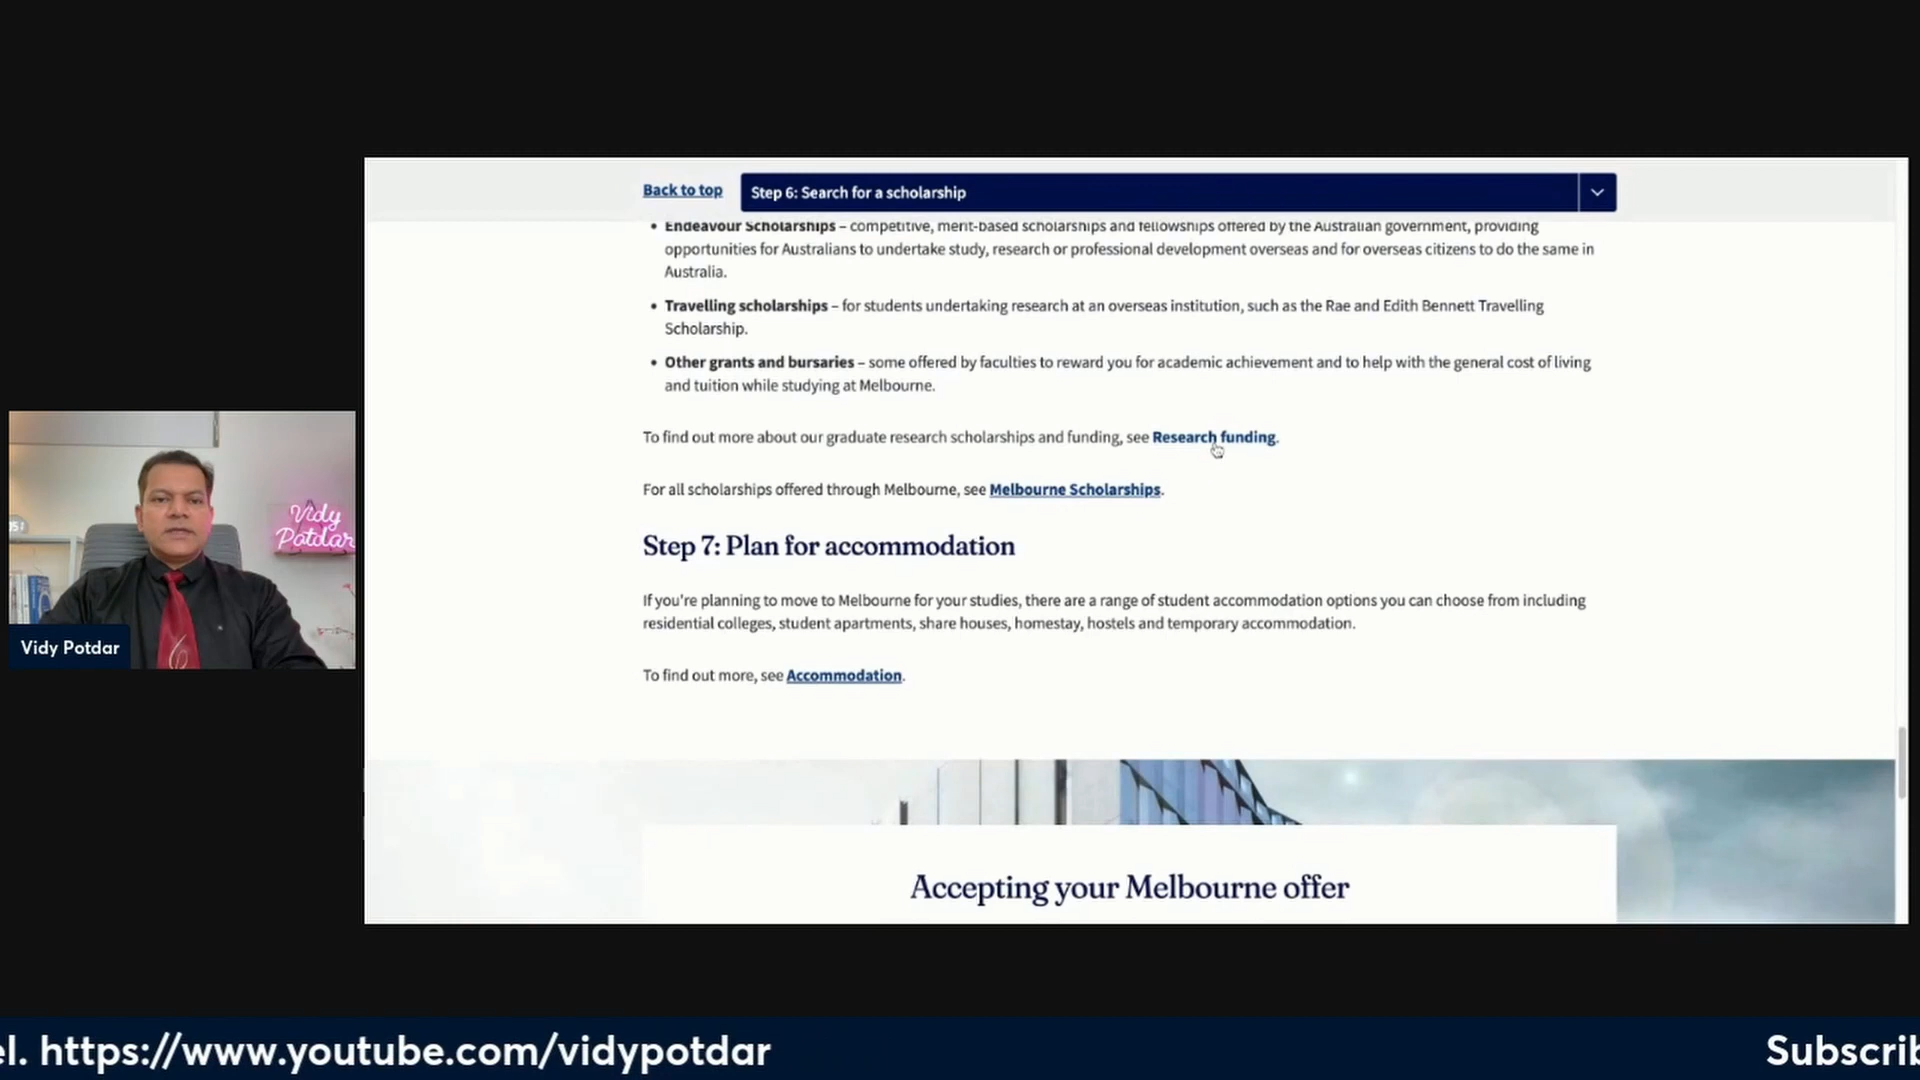 Back to top
Step 6: Search for a scholarship
• Endeavour Scholarships – competitive, merit-based scholarships and fellowships offered by the Australian government, providing
opportunities for Australians to undertake study, research or professional development overseas and for overseas citizens to do the same in
Australia.
• Travelling scholarships – for students undertaking research at an overseas institution, such as the Rae and Edith Bennett Travelling
Scholarship.
• Other grants and bursaries – some offered by faculties to reward you for academic achievement and to help with the general cost of living
and tuition while studying at Melbourne.
To find out more about our graduate research scholarships and funding, see Research funding.
For all scholarships offered through Melbourne, see Melbourne Scholarships.
Step 7: Plan for accommodation
If you're planning to move to Melbourne for your studies, there are a range of student accommodation options you can choose from including
residential colleges, student apartments, share houses, homestay, hostels and temporary accommodation.
To find out more, see Accommodation.
Accepting your Melbourne offer
Vidy
Potdar
Vidy Potdar
el. https://www.youtube.com/vidypotdar
Subscrib